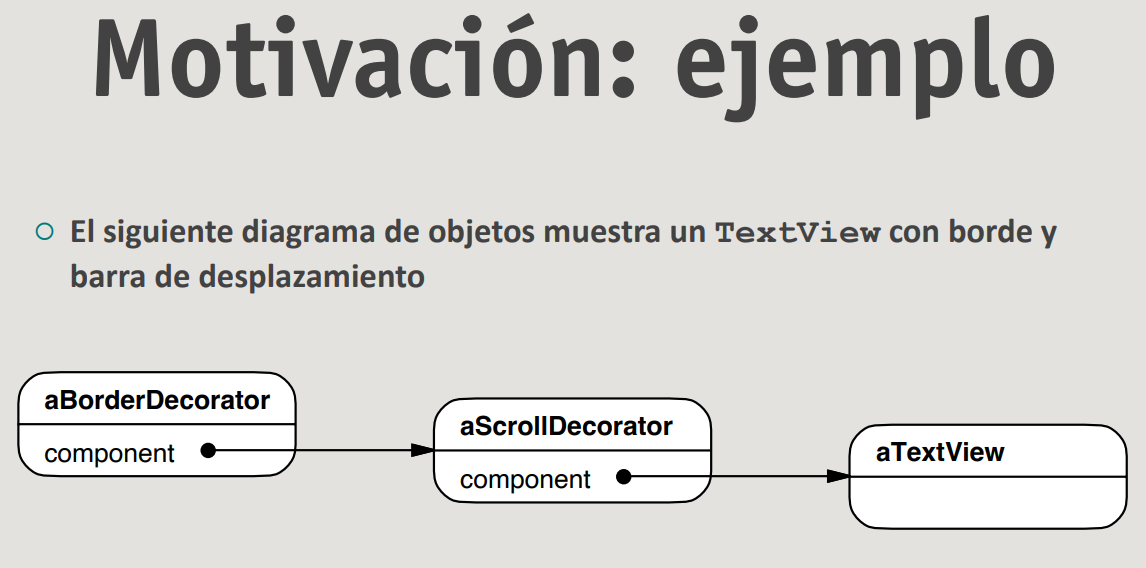 Motivación: ejemplo
El siguiente diagrama de objetos muestra un TextView con borde y
barra de desplazamiento
aBorderDecorator
component
aScrollDecorator
component
aTextView